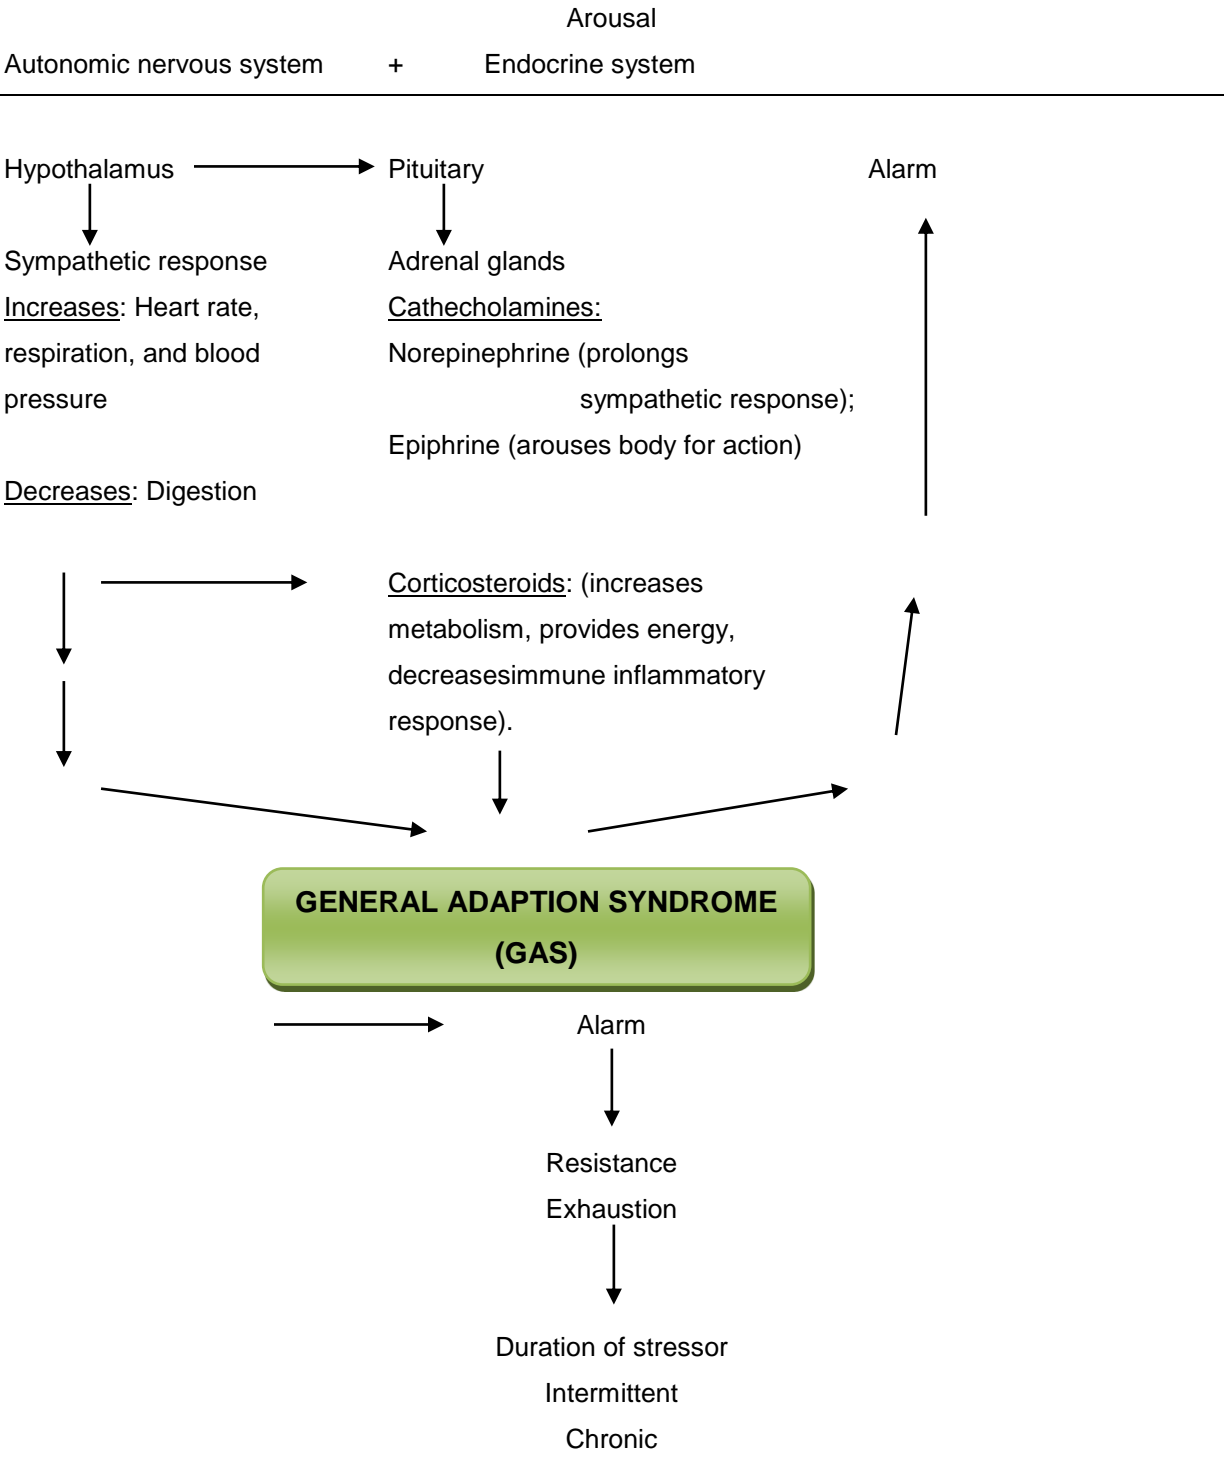 Arousal
Autonomic nervous system + Endocrine system
Hypothalamus Pituitary Alarm
Sympathetic response Adrenal glands
Increases: Heart rate, Cathecholamines:
respiration, and blood Norepinephrine (prolongs
pressure sympathetic response);
Epiphrine (arouses body for action)
Decreases: Digestion
Corticosteroids: (increases
metabolism, provides energy,
decreasesimmune inflammatory
response).
GENERAL ADAPTION SYNDROME
(GAS)
Alarm
Resistance
Exhaustion
Duration of stressor
Intermittent
Chronic